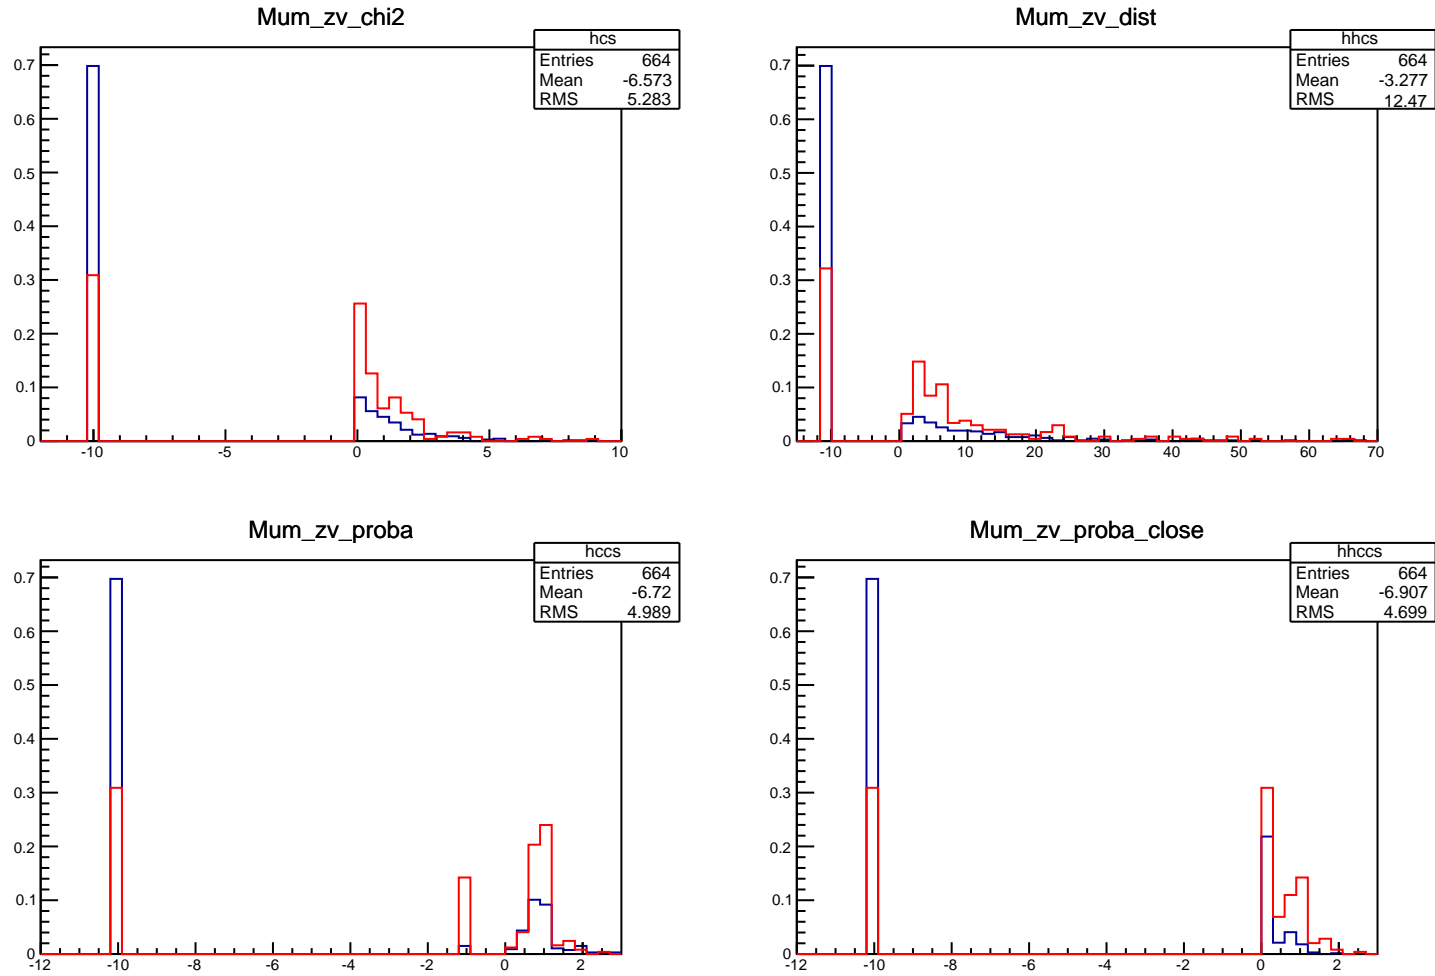 Mum_zv_chi2
hcs
Entries 664
Mean -6.573
RMS 5.283
0.7
0.6
0.5
0.4
0.3
0.2
0.1
0
-10 -5 0 5 10
Mum_zv_dist
hhcs
Entries 664
Mean -3.277
RMS 12.47
0.7
0.6
0.5
0.4
0.3
0.2
0.1
0
-10 0 10 20 30 40 50 60 70
Mum_zv_proba
hccs
Entries 664
Mean -6.72
RMS 4.989
0.7
0.6
0.5
0.4
0.3
0.2
0.1
0
-12 -10 -8 -6 -4 -2 0 2
Mum_zv_proba_close
hhccs
Entries 664
Mean -6.907
RMS 4.699
0.7
0.6
0.5
0.4
0.3
0.2
0.1
0
-12 -10 -8 -6 -4 -2 0 2